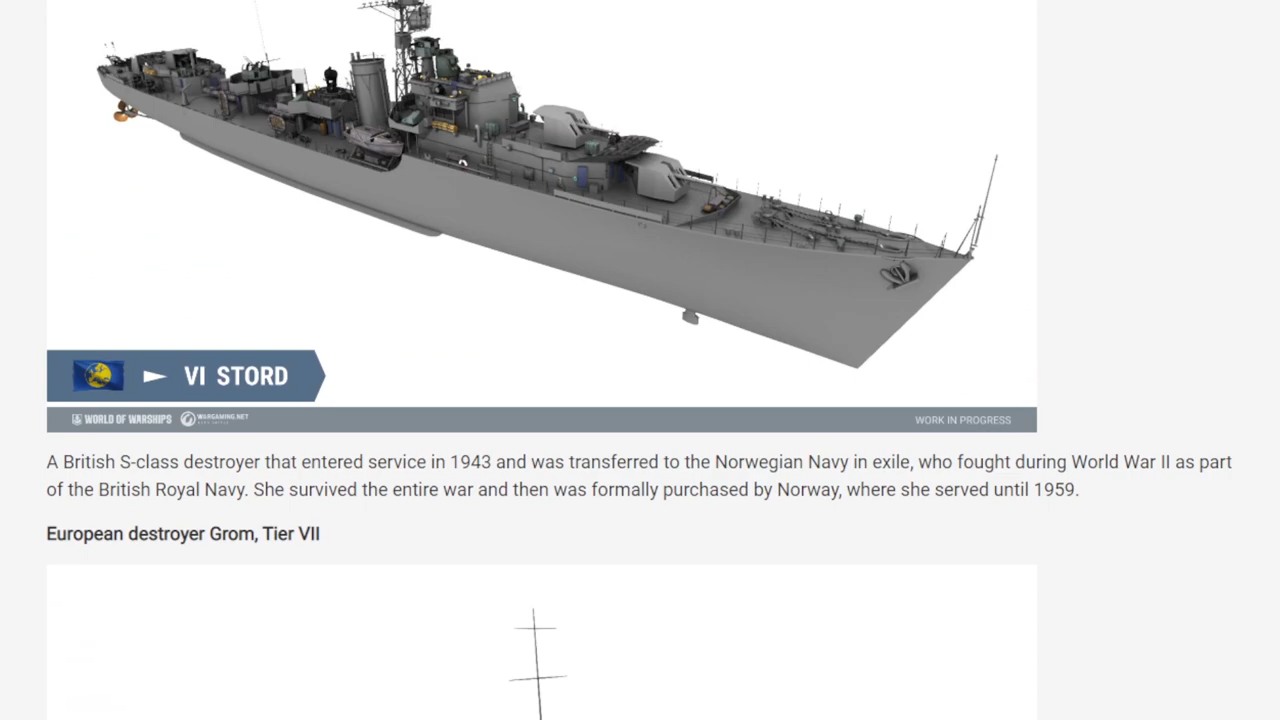 VI STORD
WORLD OF WARSHIPS WARGAMING.NET WORK IN PROGRESS
A British S-class destroyer that entered service in 1943 and was transferred to the Norwegian Navy in exile, who fought during World War II as part
of the British Royal Navy. She survived the entire war and then was formally purchased by Norway, where she served until 1959.
European destroyer Grom, Tier VII